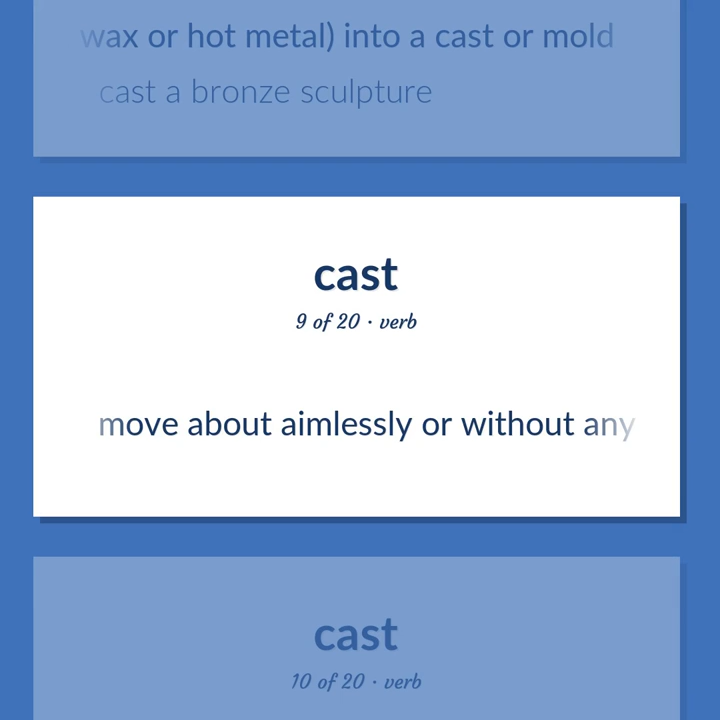 wax or hot metal) into a cast or mold
cast a bronze sculpture
cast
9 of 20 · verb
move about aimlessly or without any
cast
10 of 20 · verb